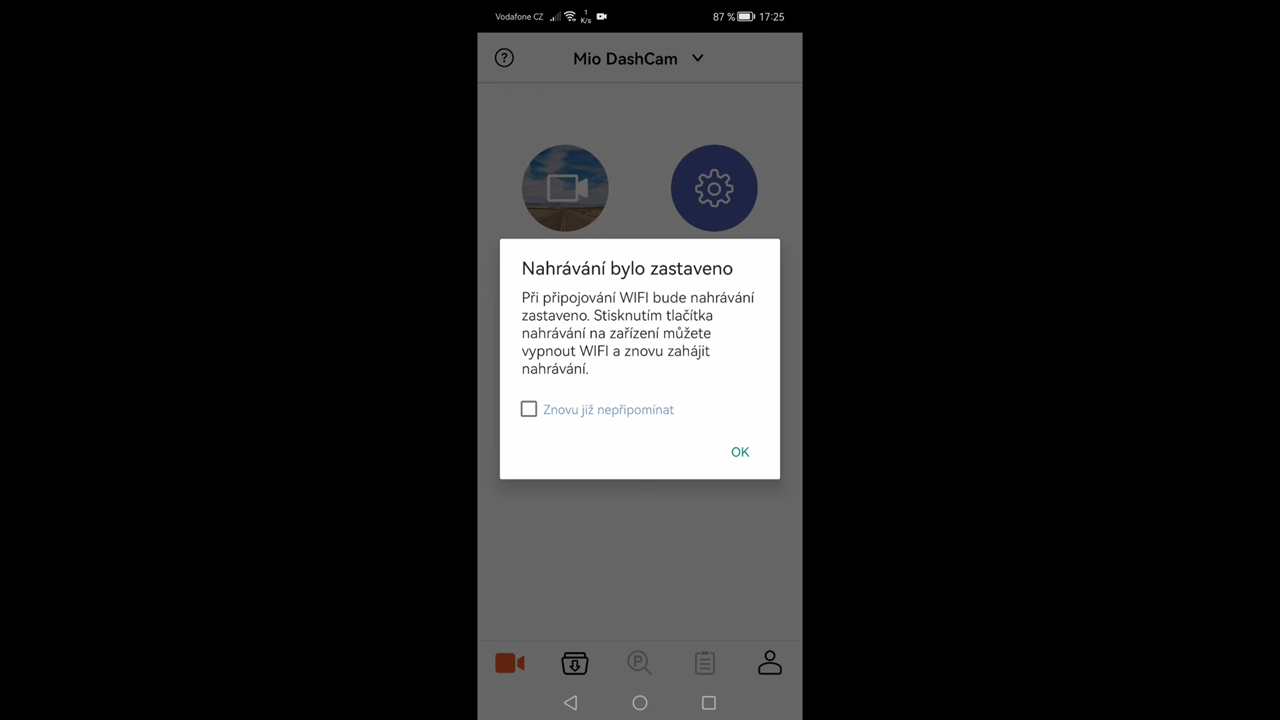 Vodafone CZ 1 K/s 87 % 17:25
? Mio DashCam
Nahrávání bylo zastaveno
Při připojování WIFI bude nahrávání
zastaveno. Stisknutím tlačítka
nahrávání na zařízení můžete
vypnout WIFI a znovu zahájit
nahrávání.
Znovu již nepřipomínat
OK
P